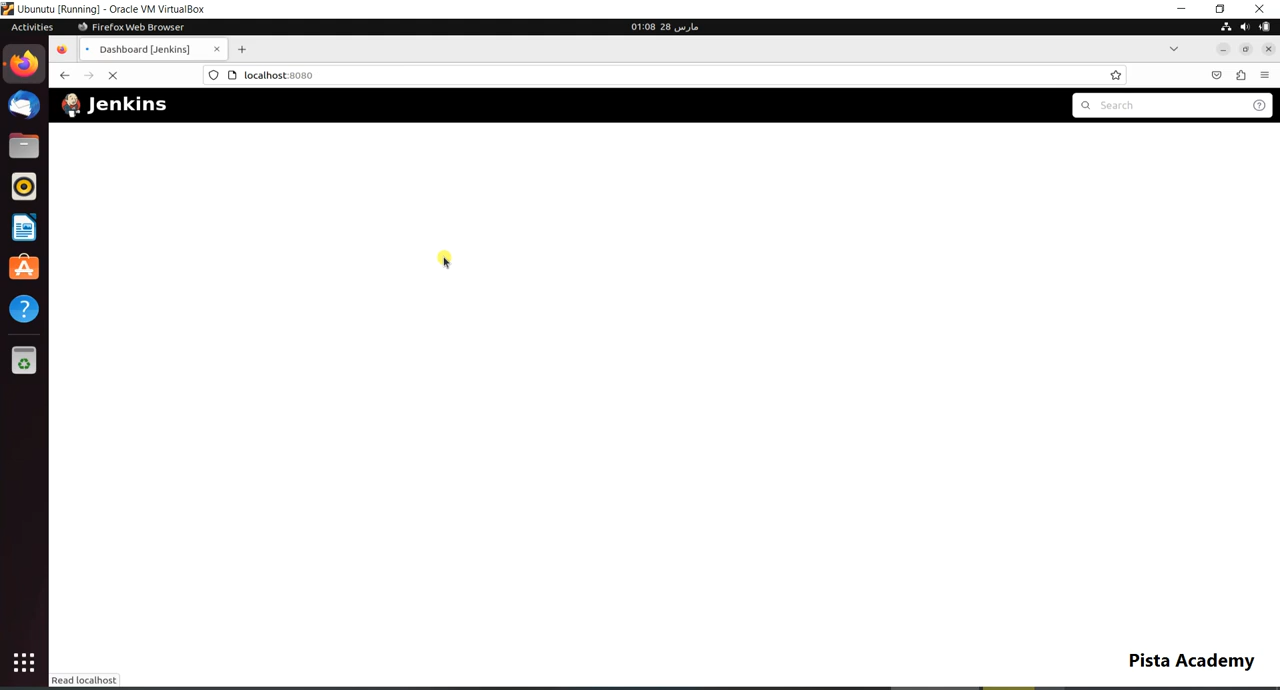 Ubunutu [Running] - Oracle VM VirtualBox
Activities
Firefox Web Browser
01:08 28 مارس
Dashboard [Jenkins]
localhost:8080
Jenkins
Search
Pista Academy
Read localhost